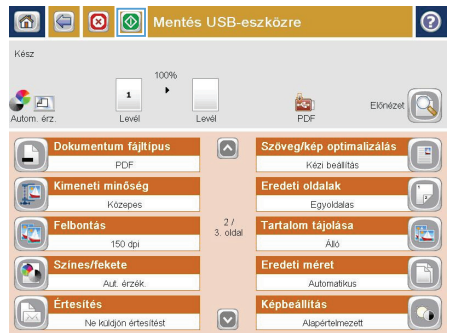 Mentés USB-eszközre
?
Kész
100%
1
Autom. érz.
Levél
Levél
PDF
Előnézet
Dokumentum fájltípus
PDF
Szöveg/kép optimalizálás
Kézi beállítás
Kimeneti minőség
Közepes
Eredeti oldalak
Egyoldalas
Felbontás
150 dpi
2 /
3. oldal
Tartalom tájolása
Álló
Színes/fekete
Aut. érzék.
Eredeti méret
Automatikus
Értesítés
Ne küldjön értesítést
Képbeállítás
Alapértelmezett